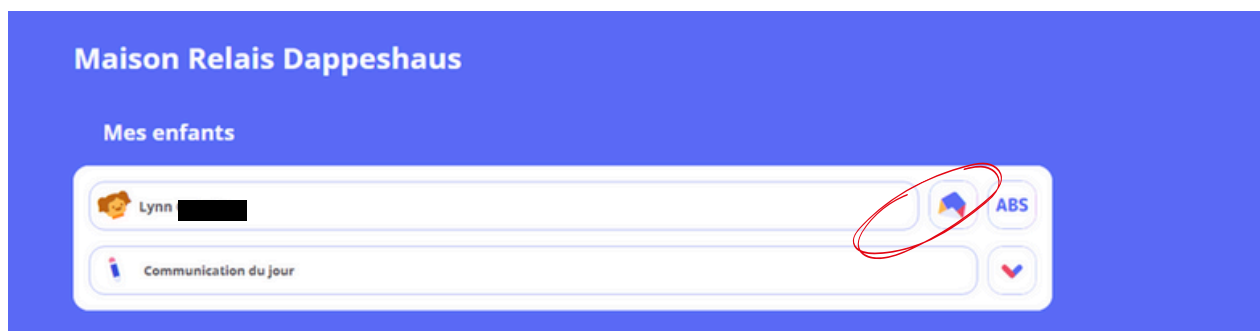 Maison Relais Dappeshaus
Mes enfants
Lynn
ABS
Communication du jour